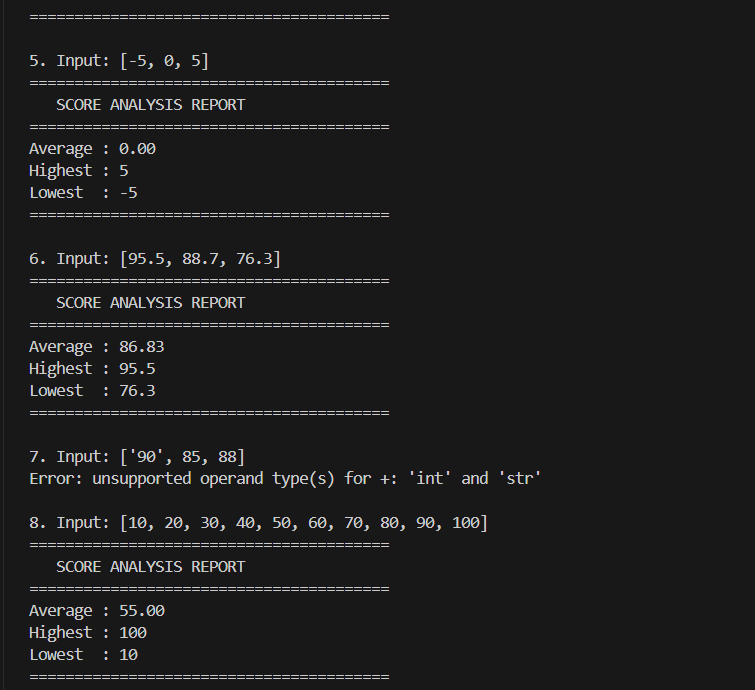 ========================================
5. Input: [-5, 0, 5]
========================================
   SCORE ANALYSIS REPORT
========================================
Average : 0.00
Highest : 5
Lowest  : -5
========================================
6. Input: [95.5, 88.7, 76.3]
========================================
   SCORE ANALYSIS REPORT
========================================
Average : 86.83
Highest : 95.5
Lowest  : 76.3
========================================
7. Input: ['90', 85, 88]
Error: unsupported operand type(s) for +: 'int' and 'str'
8. Input: [10, 20, 30, 40, 50, 60, 70, 80, 90, 100]
========================================
   SCORE ANALYSIS REPORT
========================================
Average : 55.00
Highest : 100
Lowest  : 10
========================================